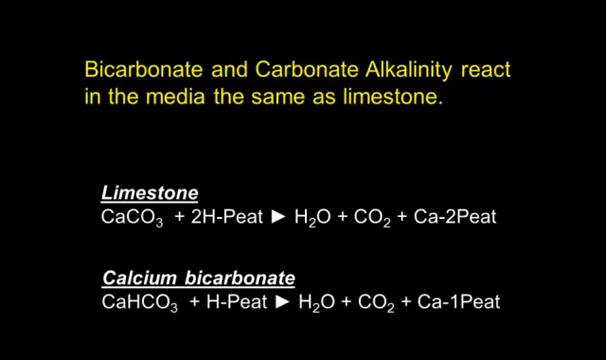 Bicarbonate and Carbonate Alkalinity react
in the media the same as limestone.
Limestone
CaCO₃ + 2H-Peat ► H₂O + CO₂ + Ca-2Peat
Calcium bicarbonate
CaHCO₃ + H-Peat ► H₂O + CO₂ + Ca-1Peat